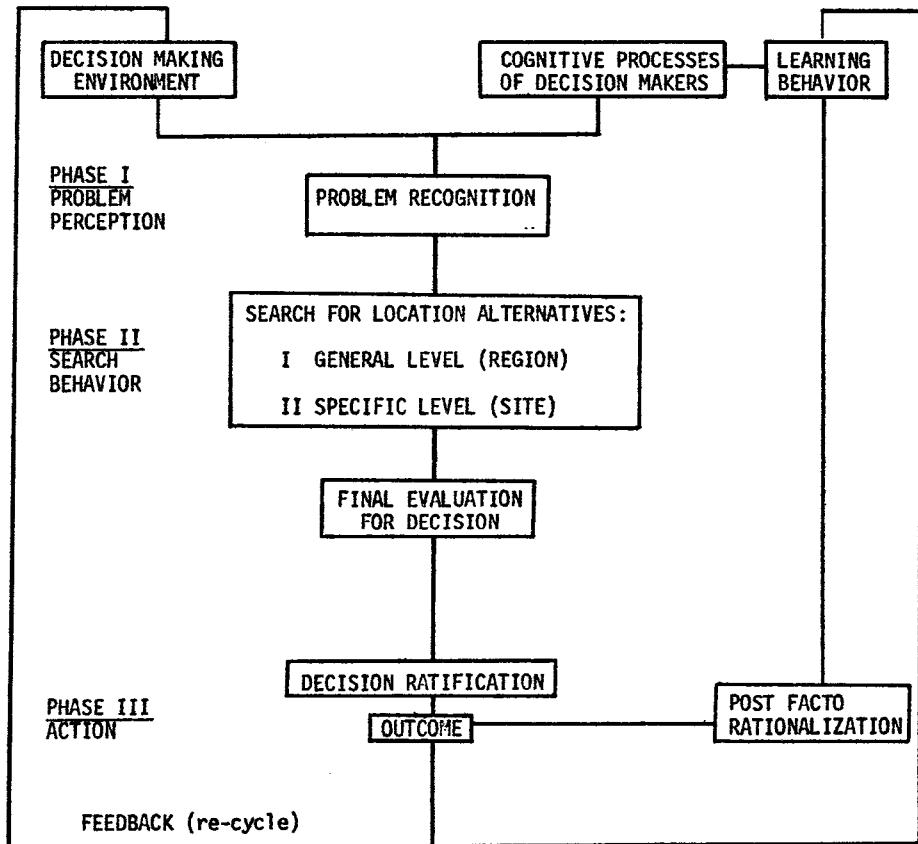 DECISION MAKING
ENVIRONMENT
COGNITIVE PROCESSES
OF DECISION MAKERS
LEARNING
BEHAVIOR
PHASE I
PROBLEM
PERCEPTION
PROBLEM RECOGNITION
PHASE II
SEARCH
BEHAVIOR
SEARCH FOR LOCATION ALTERNATIVES:
I GENERAL LEVEL (REGION)
II SPECIFIC LEVEL (SITE)
FINAL EVALUATION
FOR DECISION
DECISION RATIFICATION
PHASE III
ACTION
OUTCOME
POST FACTO
RATIONALIZATION
FEEDBACK (re-cycle)